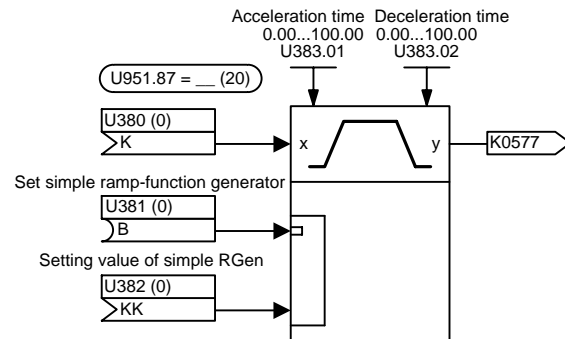 Acceleration time Deceleration time
0.00...100.00 0.00...100.00
U383.01 U383.02
U951.87 = __ (20)
U380 (0)
K
x y
K0577
Set simple ramp-function generator
U381 (0)
B
Setting value of simple RGen
U382 (0)
KK